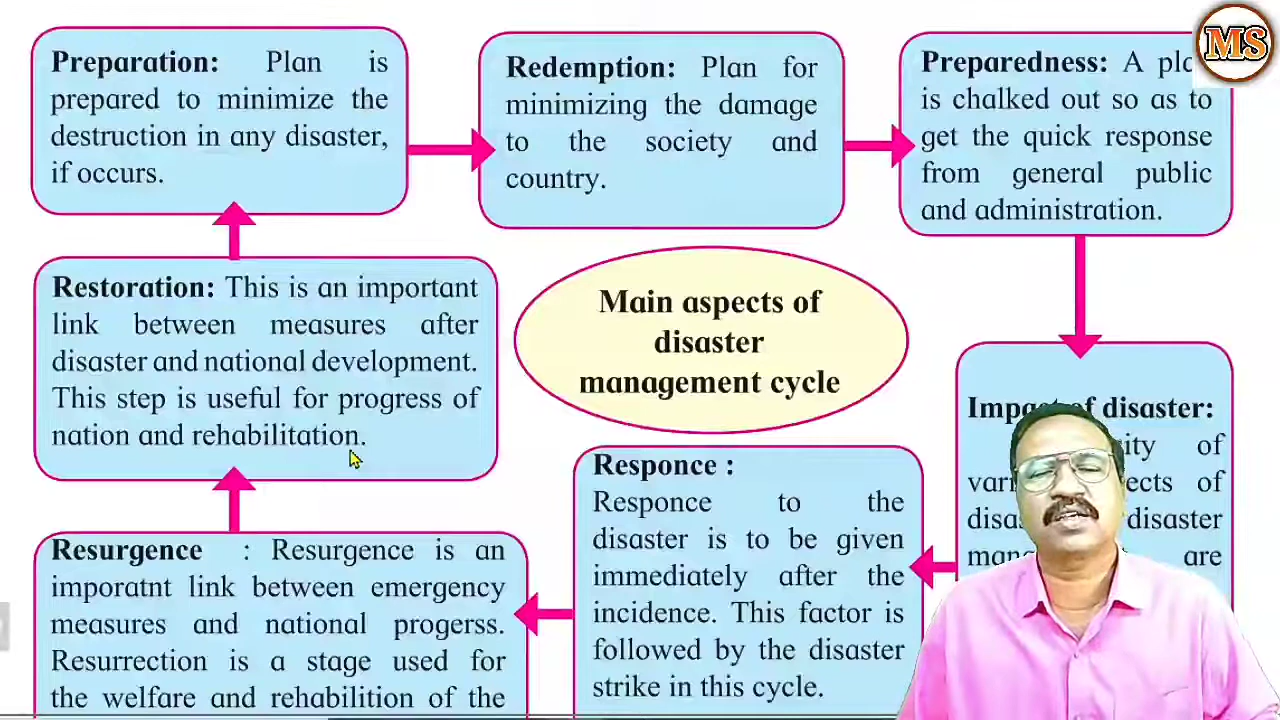 MS
Preparation: Plan is
prepared to minimize the
destruction in any disaster,
if occurs.
Redemption: Plan for
minimizing the damage
to the society and
country.
Preparedness: A
is chalked out so as to
get the quick response
from general public
and administration.
Restoration: This is an important
link between measures after
disaster and national development.
This step is useful for progress of
nation and rehabilitation.
Main aspects of
disaster
management cycle
Impact of disaster:
of
of
disaster
are
Responce :
Responce to the
disaster is to be given
immediately after the
incidence. This factor is
followed by the disaster
strike in this cycle.
Resurgence : Resurgence is an
imporatnt link between emergency
measures and national progerss.
Resurrection is a stage used for
the welfare and rehabilition of the